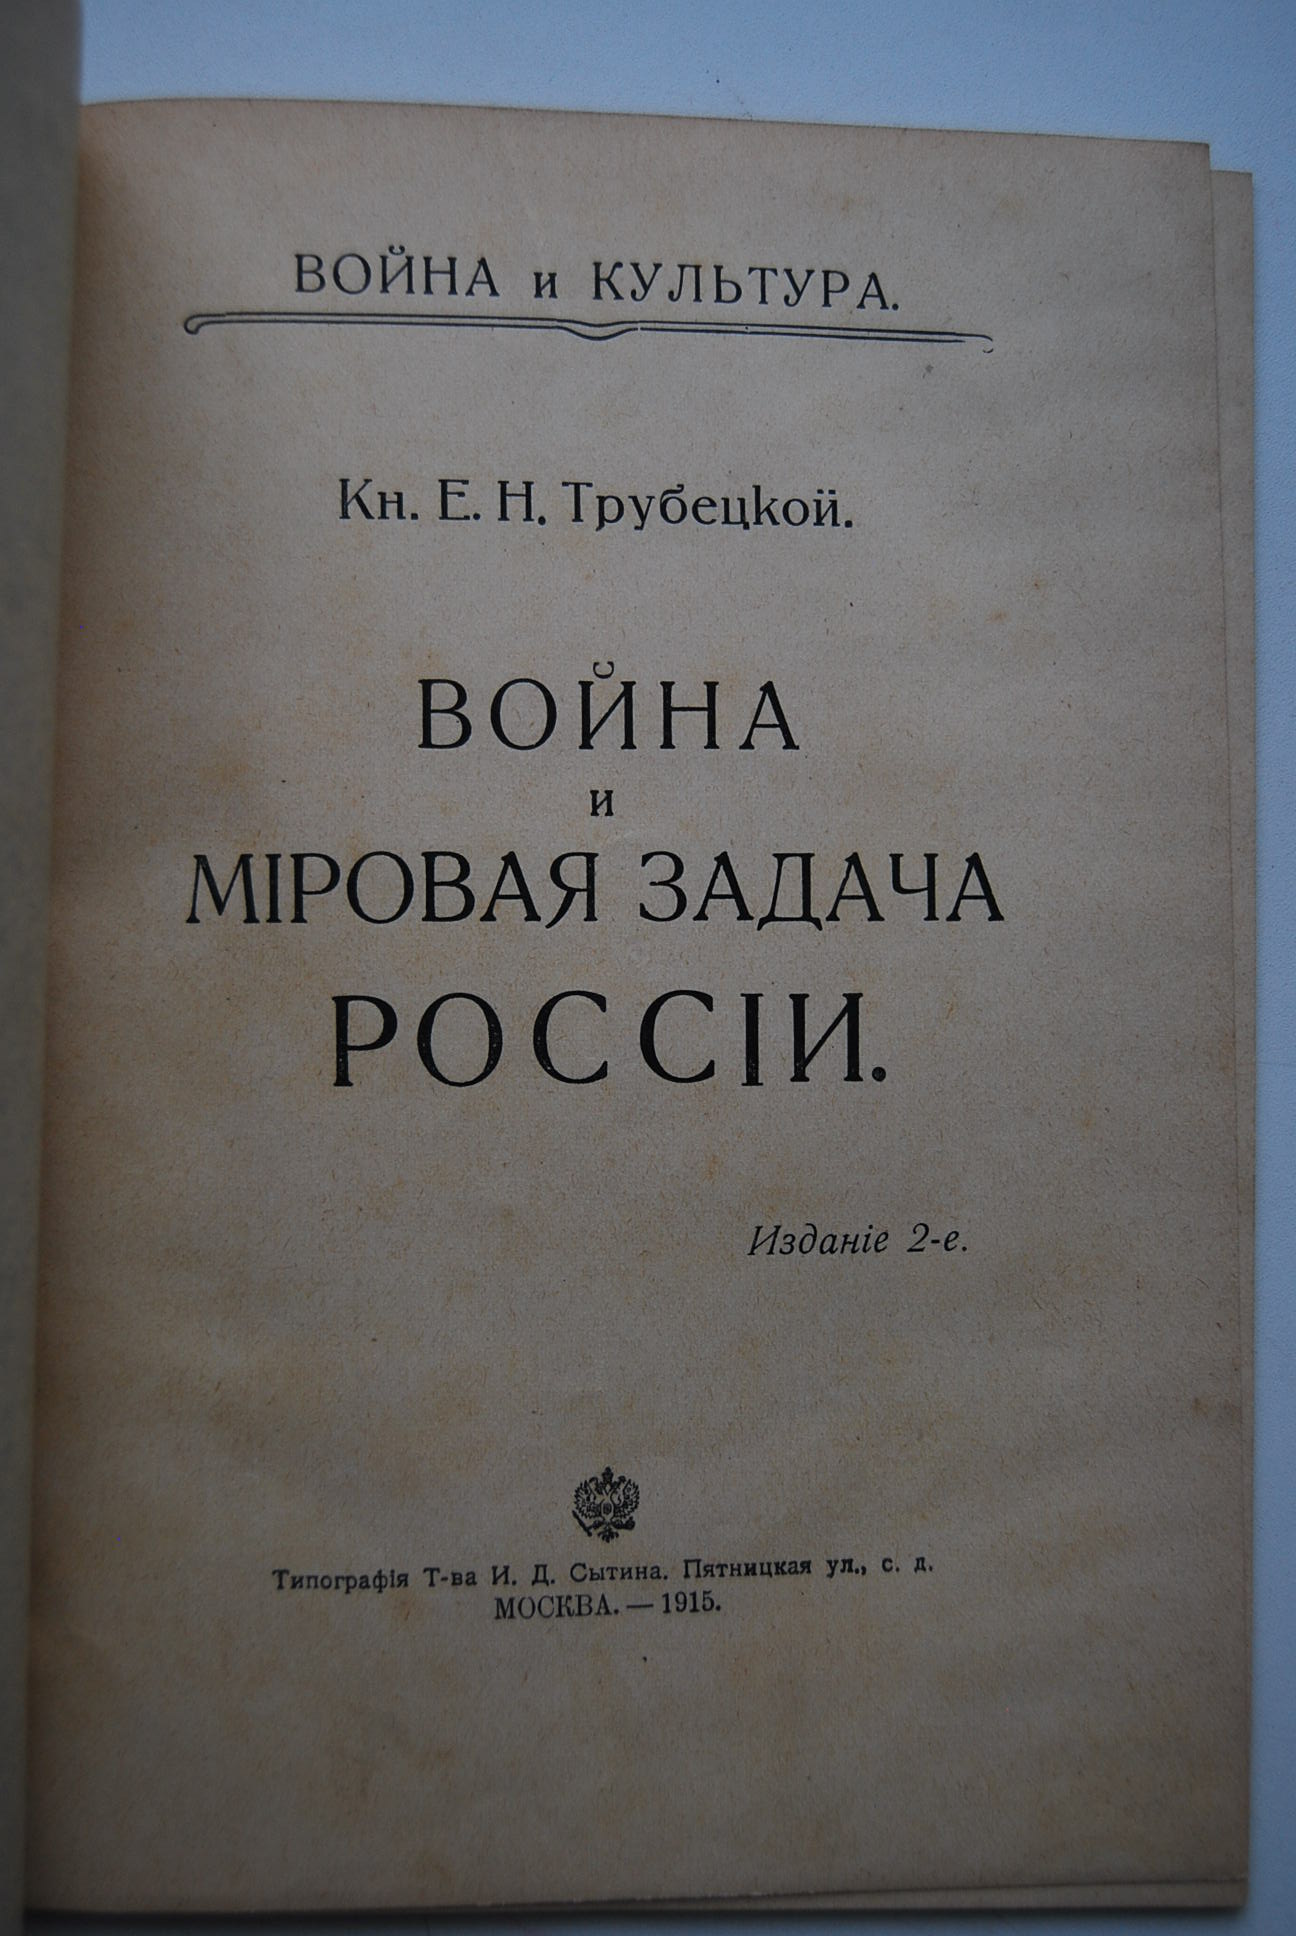 ВОЙНА и КУЛЬТУРА.
Кн. Е. Н. Трубецкой.
ВОЙНА
и
МІРОВАЯ ЗАДАЧА
РОССІИ.
Изданіе 2-е.
Типографія Т-ва И. Д. Сытина. Пятницкая ул., с. д.
МОСКВА.—1915.